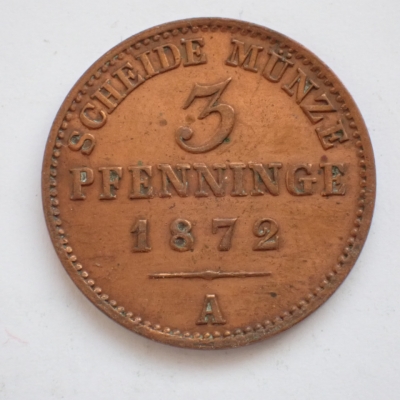 SCHEIDE MÜNZE
3
PFENNINGE
1872
A